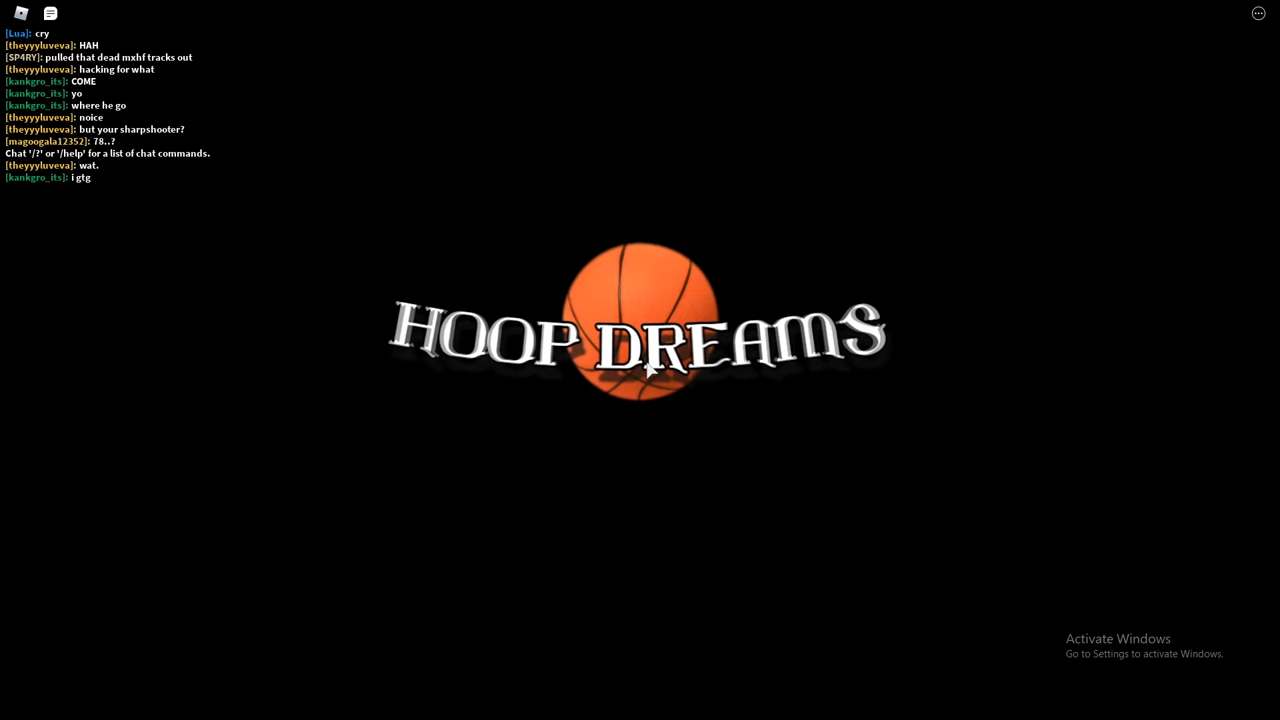 [Lua]: cry
[theyyyluveva]: HAH
[SP4RY]: pulled that dead mxhf tracks out
[theyyyluveva]: hacking for what
[kankgro_its]: COME
[kankgro_its]: yo
[kankgro_its]: where he go
[theyyyluveva]: noice
[theyyyluveva]: but your sharpshooter?
[magoogala12352]: 78..?
Chat '/?' or '/help' for a list of chat commands.
[theyyyluveva]: wat.
[kankgro_its]: i gtg
HOOP DREAMS
Activate Windows
Go to Settings to activate Windows.